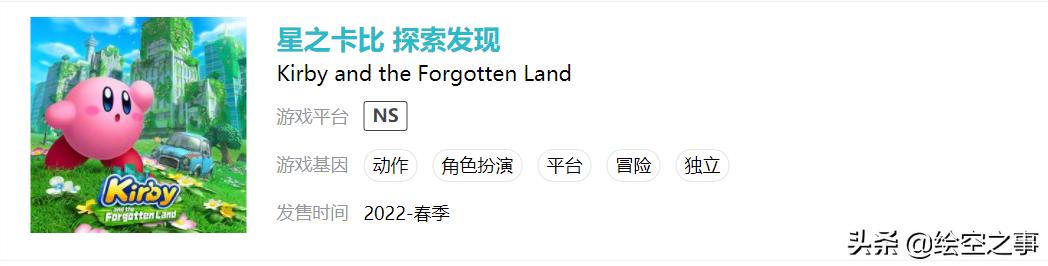 星之卡比 探索发现
Kirby and the Forgotten Land
游戏平台 NS
游戏基因 动作 角色扮演 平台 冒险 独立
发售时间 2022-春季
Kirby
and the
Forgotten Land
头条 @绘空之事